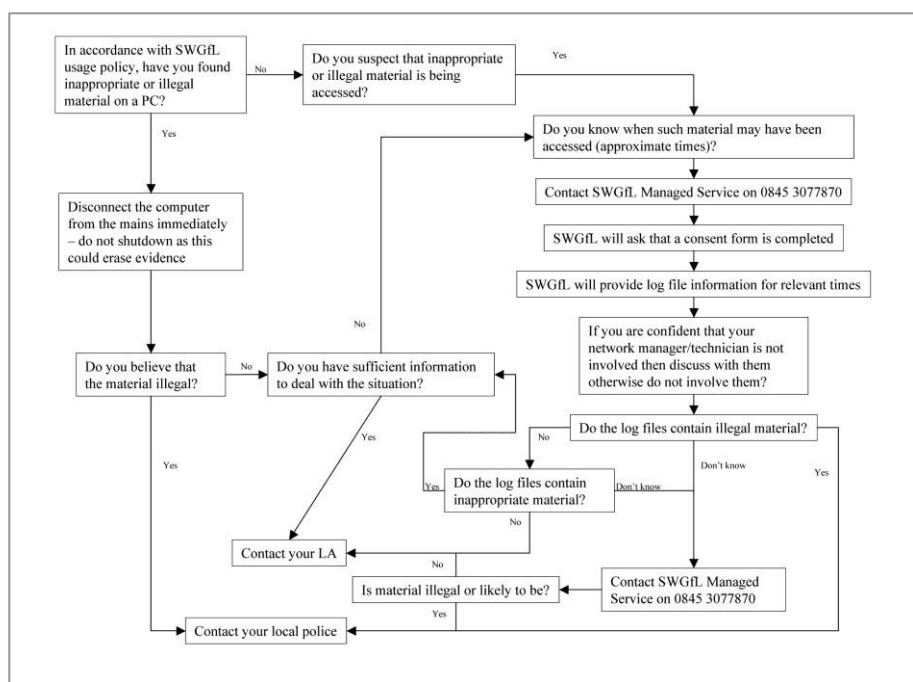 In accordance with SWGfL
usage policy, have you found
inappropriate or illegal
material on a PC?
No
Do you suspect that inappropriate
or illegal material is being
accessed?
Yes
Yes
Do you know when such material may have been
accessed (approximate times)?
Contact SWGfL Managed Service on 0845 3077870
Disconnect the computer
from the mains immediately
– do not shutdown as this
could erase evidence
SWGfL will ask that a consent form is completed
SWGfL will provide log file information for relevant times
No
If you are confident that your
network manager/technician is not
involved then discuss with them
otherwise do not involve them?
Do you believe that
the material illegal?
No
Do you have sufficient information
to deal with the situation?
Do the log files contain illegal material?
Yes
No
Yes
Don't know
Yes
Do the log files contain
inappropriate material?
Yes
Don't know
No
Contact your LA
No
Is material illegal or likely to be?
Contact SWGfL Managed
Service on 0845 3077870
Yes
Contact your local police